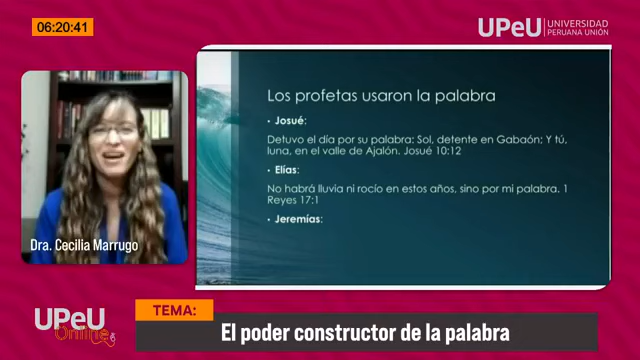 06:20:41
UPeU UNIVERSIDAD
PERUANA UNIÓN
Los profetas usaron la palabra
• Josué:
Detuvo el día por su palabra: Sol, detente en Gabaón; Y tú,
luna, en el valle de Ajalón. Josué 10:12
• Elías:
No habrá lluvia ni rocío en estos años, sino por mi palabra. 1
Reyes 17:1
• Jeremías:
Dra. Cecilia Marrugo
UPeU
Online
TEMA:
El poder constructor de la palabra